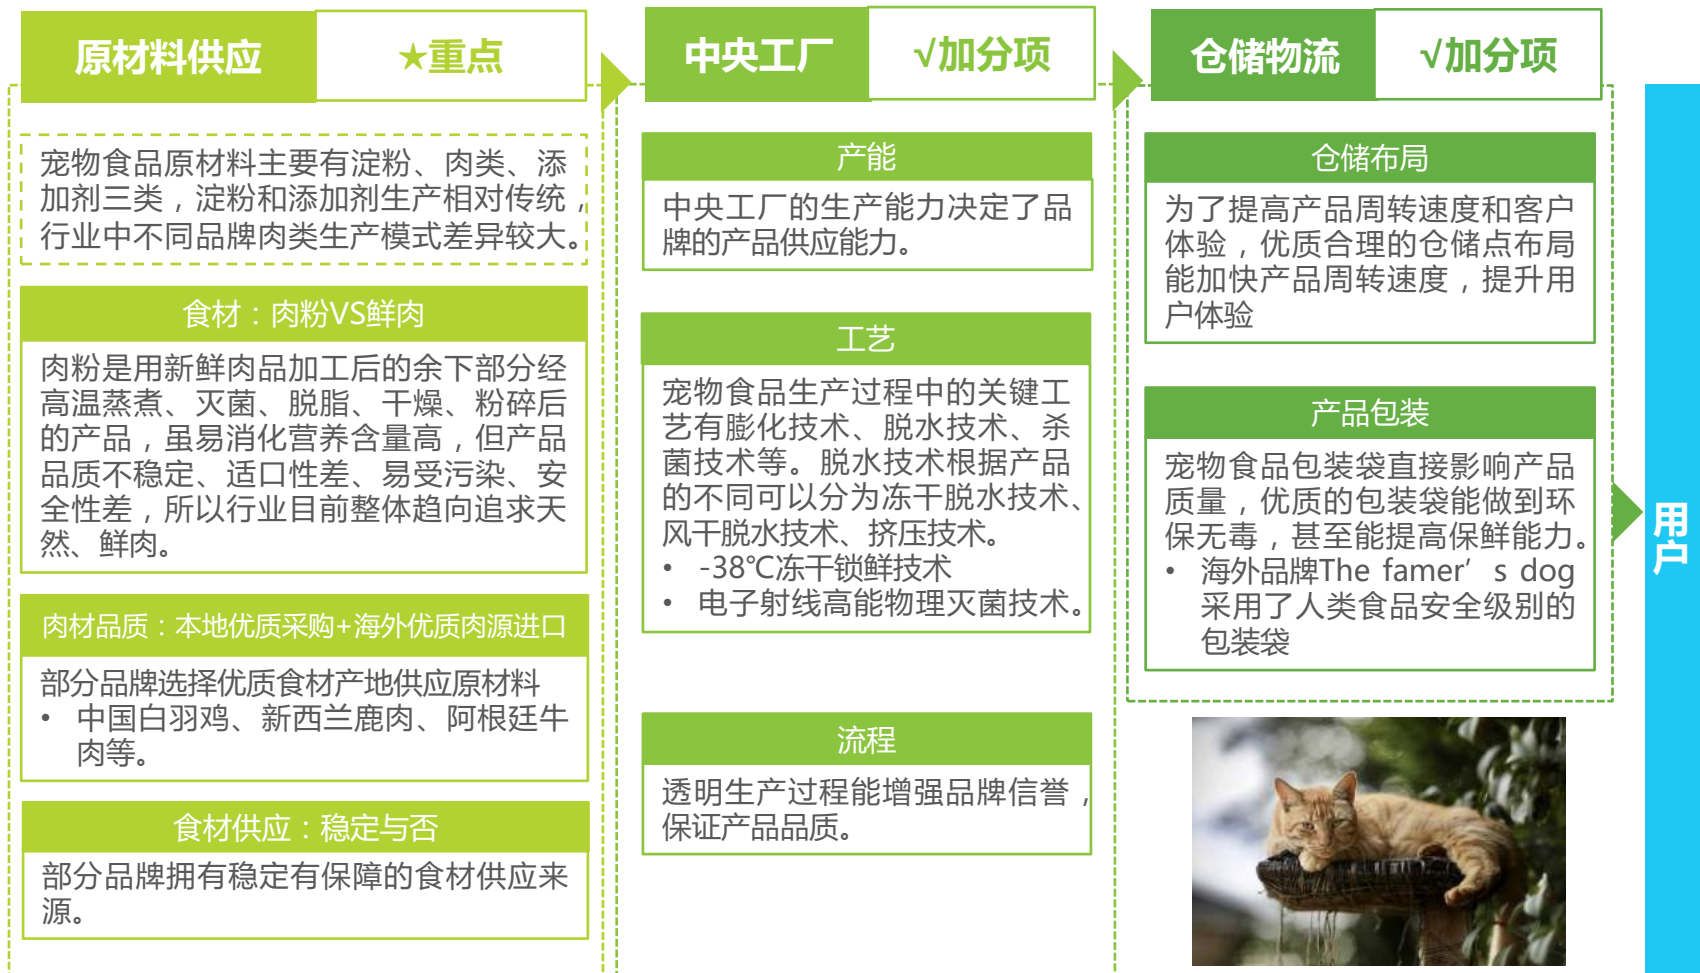 原材料供应
★重点
宠物食品原材料主要有淀粉、肉类、添
加剂三类，淀粉和添加剂生产相对传统，
行业中不同品牌肉类生产模式差异较大。
食材：肉粉VS鲜肉
肉粉是用新鲜肉品加工后的余下部分经
高温蒸煮、灭菌、脱脂、干燥、粉碎后
的产品，虽易消化营养含量高，但产品
品质不稳定、适口性差、易受污染、安
全性差，所以行业目前整体趋向追求天
然、鲜肉。
肉材品质：本地优质采购+海外优质肉源进口
部分品牌选择优质食材产地供应原材料
• 中国白羽鸡、新西兰鹿肉、阿根廷牛
肉等。
食材供应：稳定与否
部分品牌拥有稳定有保障的食材供应来
源。
中央工厂
√加分项
产能
中央工厂的生产能力决定了品
牌的产品供应能力。
工艺
宠物食品生产过程中的关键工
艺有膨化技术、脱水技术、杀
菌技术等。脱水技术根据产品
的不同可以分为冻干脱水技术、
风干脱水技术、挤压技术。
• -38℃冻干锁鲜技术
• 电子射线高能物理灭菌技术。
流程
透明生产过程能增强品牌信誉，
保证产品品质。
仓储物流
√加分项
仓储布局
为了提高产品周转速度和客户
体验，优质合理的仓储点布局
能加快产品周转速度，提升用
户体验
产品包装
宠物食品包装袋直接影响产品
质量，优质的包装袋能做到环
保无毒，甚至能提高保鲜能力。
• 海外品牌The famer’s dog
采用了人类食品安全级别的
包装袋
用户